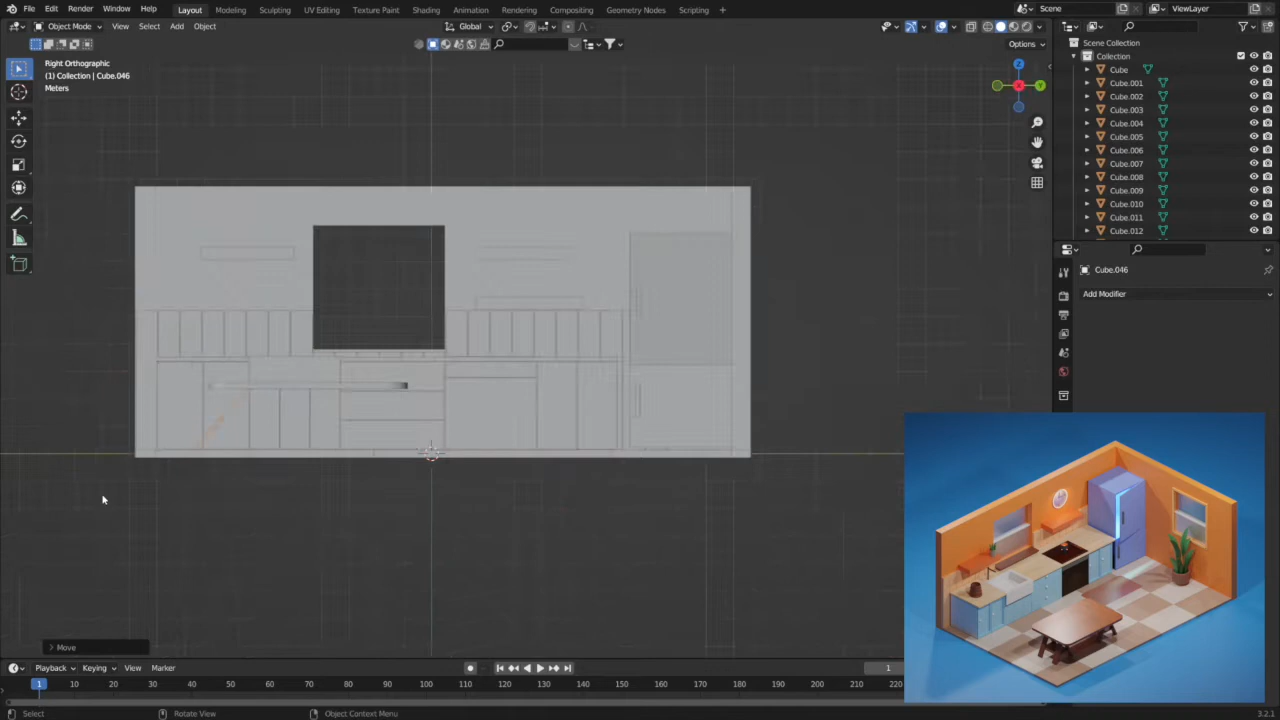 File Edit Render Window Help Layout Modeling Sculpting UV Editing Texture Paint Shading Animation Rendering Compositing Geometry Nodes Scripting Scene ViewLayer
Object Mode View Select Add Object Global
Options
Right Orthographic
(1) Collection | Cube.046
Meters
Z
X
Y
Scene Collection
Collection
Cube
Cube.001
Cube.002
Cube.003
Cube.004
Cube.005
Cube.006
Cube.007
Cube.008
Cube.009
Cube.010
Cube.011
Cube.012
Cube.046
Add Modifier
Move
Playback Keying View Marker 1
1 10 20 30 40 50 60 70 80 90 100 110 120 130 140 150 160 170 180 190 200 210 220
Select Rotate View Object Context Menu 3.2.1